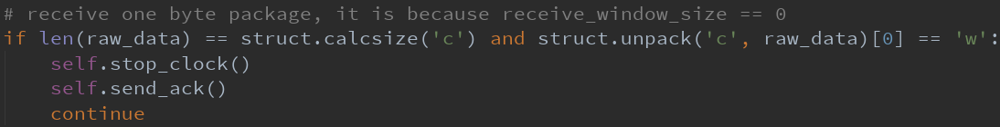 # receive one byte package, it is because receive_window_size == 0
if len(raw_data) == struct.calcsize('c') and struct.unpack('c', raw_data)[0] == 'w':
    self.stop_clock()
    self.send_ack()
    continue